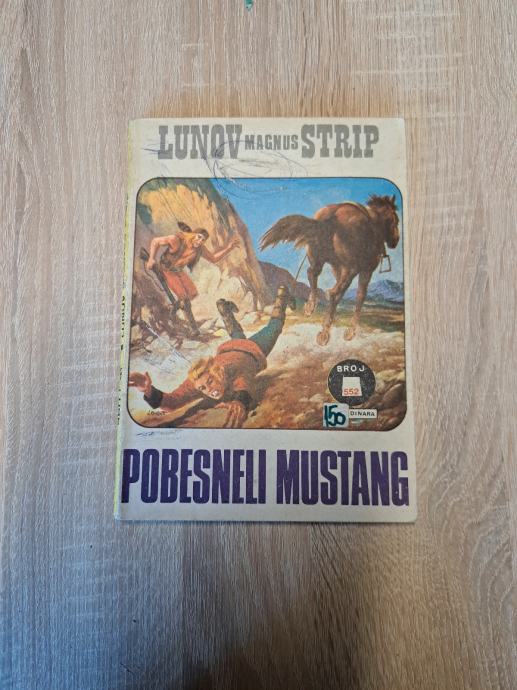 LUNOV MAGNUS STRIP
BROJ
552
150 DINARA
POBESNELI MUSTANG